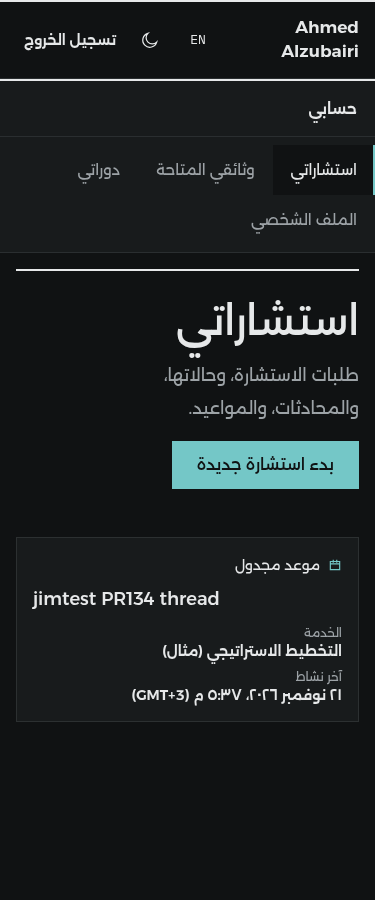 Ahmed
Alzubairi
EN
تسجيل الخروج
حسابي
استشاراتي
وثائقي المتاحة
دوراتي
الملف الشخصي
استشاراتي
طلبات الاستشارة، وحالاتها،
والمحادثات، والمواعيد.
بدء استشارة جديدة
موعد مجدول
jimtest PR134 thread
الخدمة
التخطيط الاستراتيجي (مثال)
آخر نشاط
٢١ نوفمبر ٢٠٢٦، ٥:٣٧ م (GMT+3)